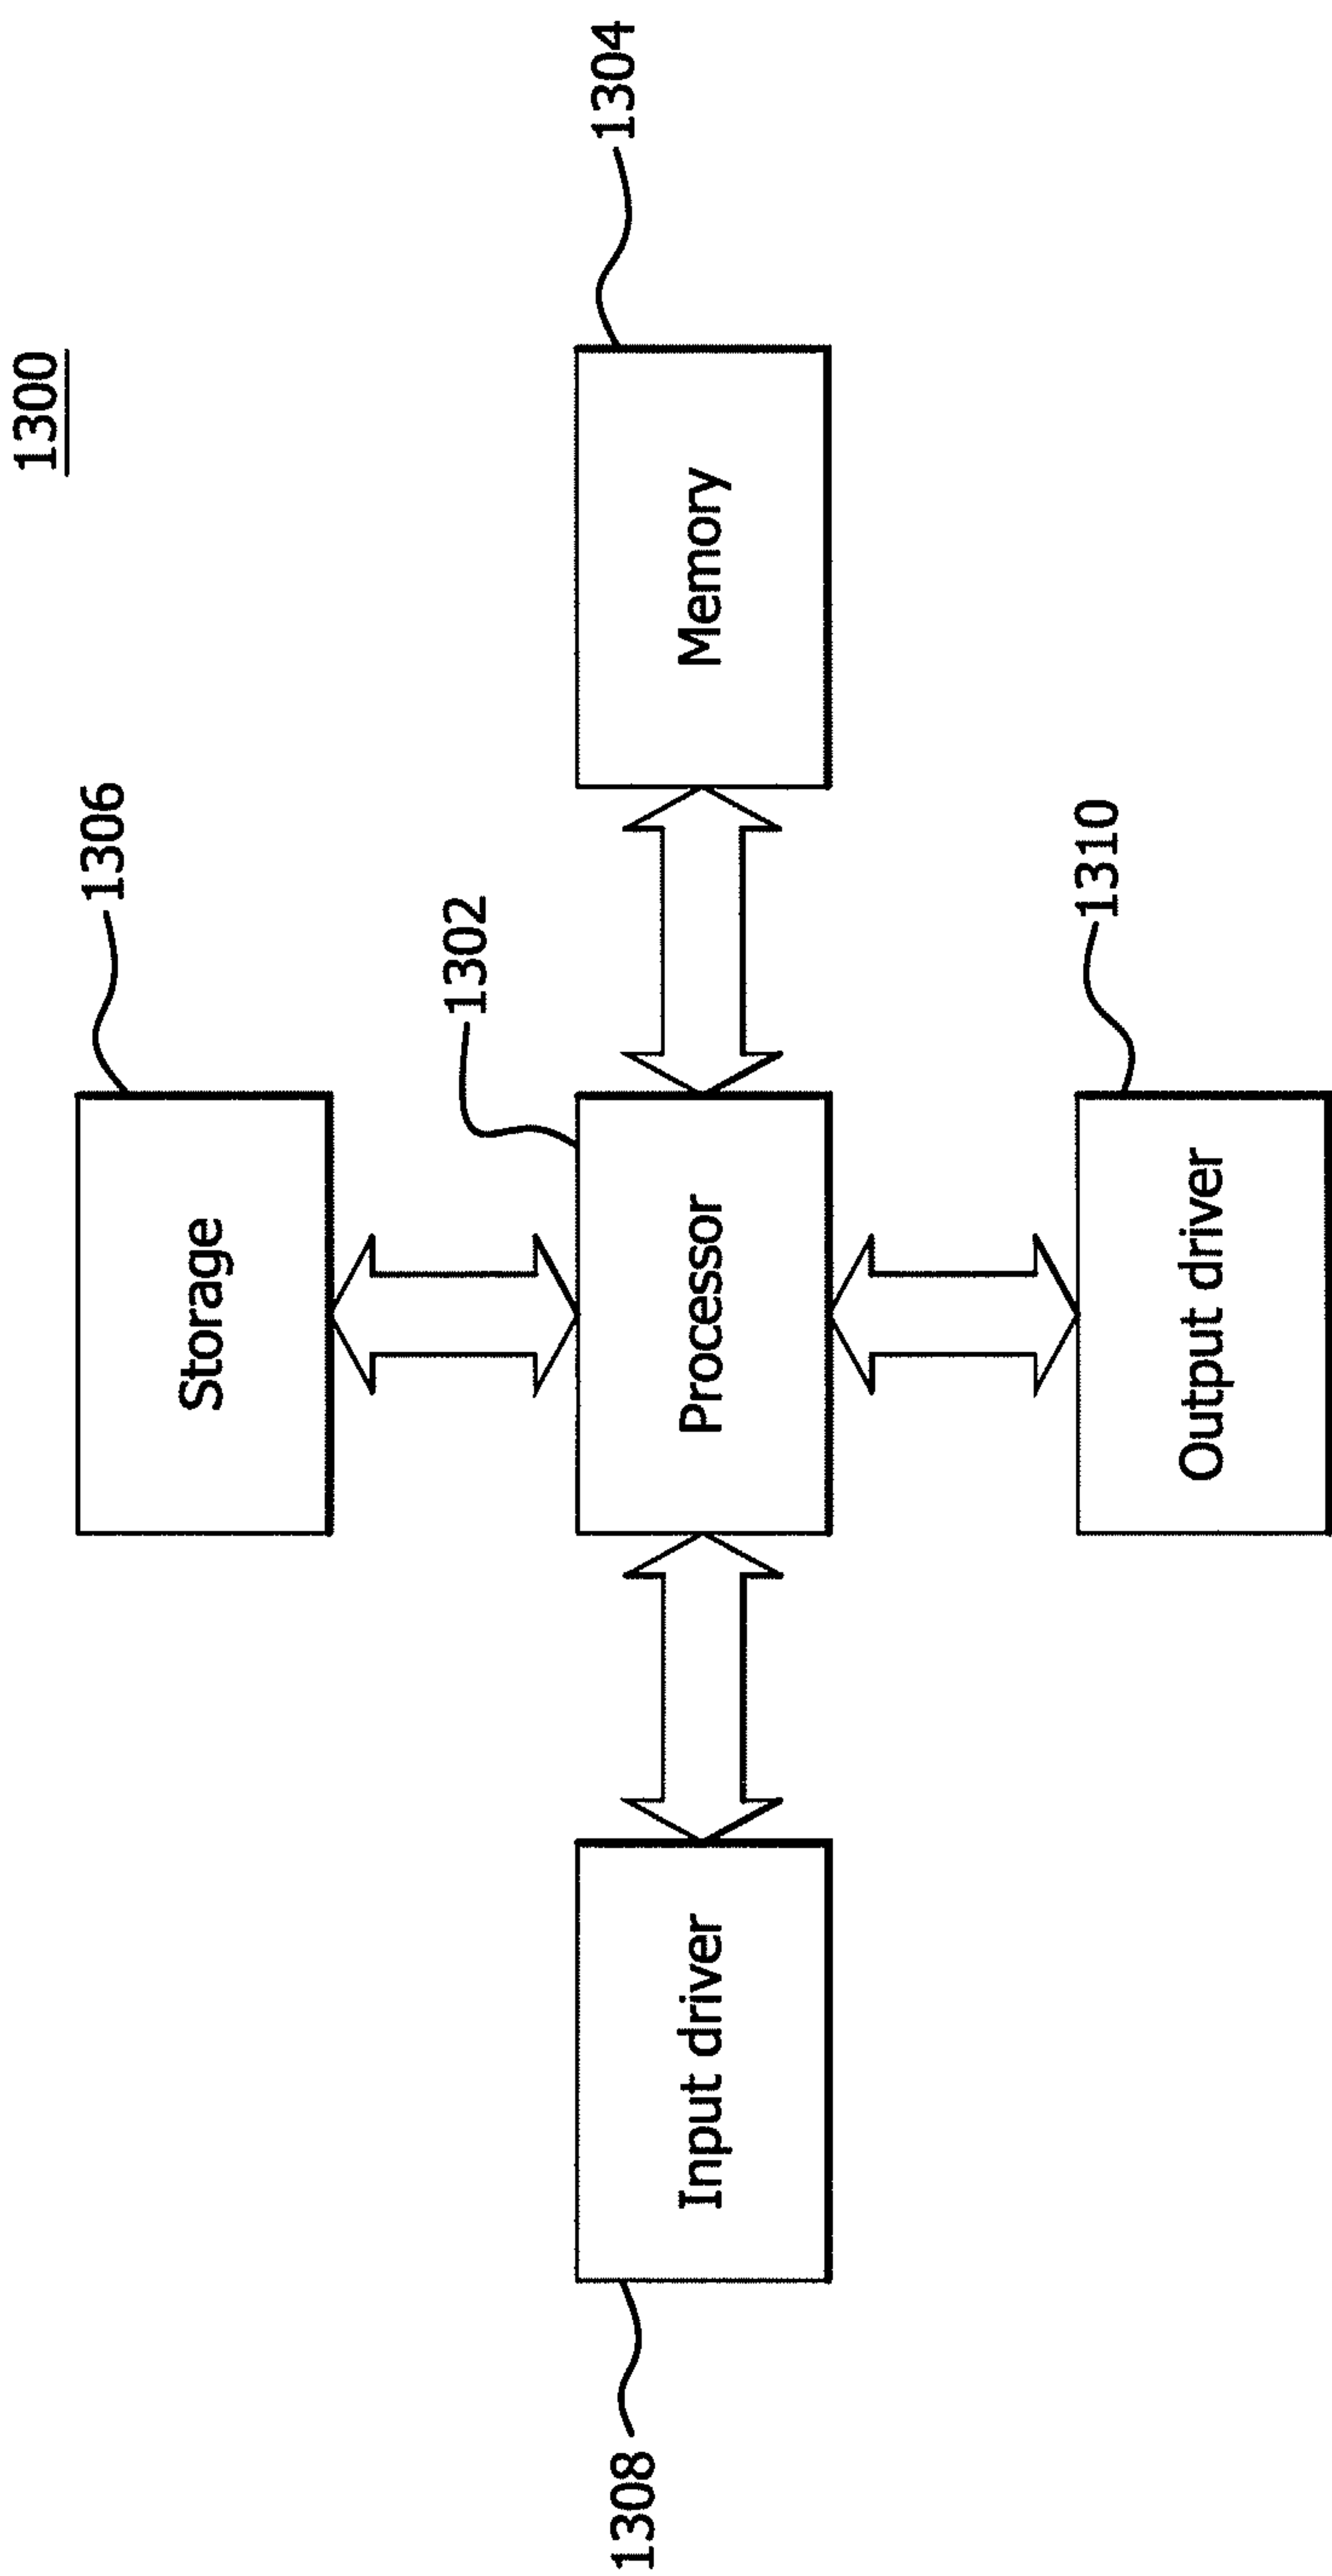 1300
1306
Storage
1302
1304
1308
Input driver
Processor
Memory
1310
Output driver